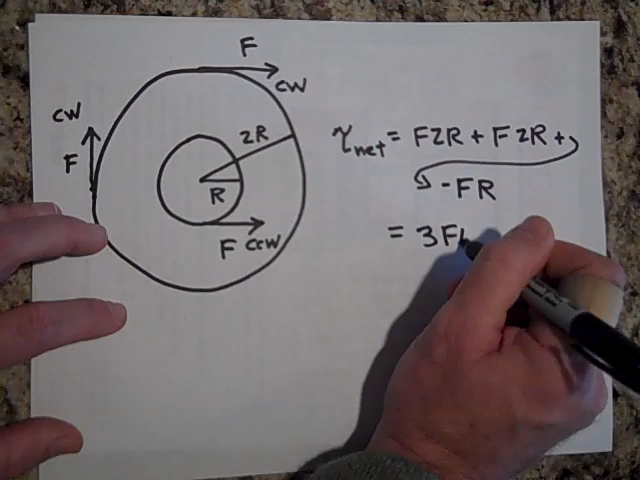 F
CW
CW
F
2R
R
F CCW
τnet = F2R + F2R +
-FR
= 3F